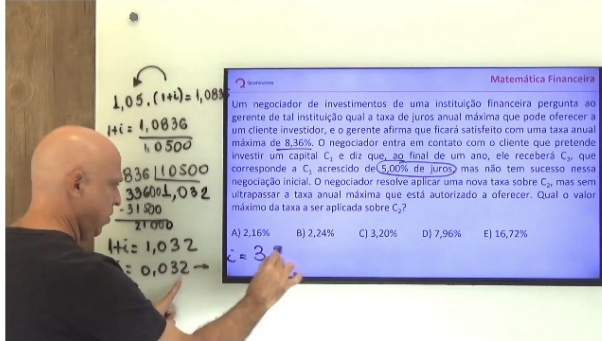 1,05.(1+i)=1,0836
1+i= 1,0836
1,0500
836 10500
33600 1,032
-31500
21000
1+i=1,032
= 0,032 →
Matemática Financeira
Um negociador de investimentos de uma instituição financeira pergunta ao
gerente de tal instituição qual a taxa de juros anual máxima que pode oferecer a
um cliente investidor, e o gerente afirma que ficará satisfeito com uma taxa anual
máxima de 8,36%. O negociador entra em contato com o cliente que pretende
investir um capital C₁ e diz que, ao final de um ano, ele receberá C₂, que
corresponde a C₁ acrescido de 5,00% de juros, mas não tem sucesso nessa
negociação inicial. O negociador resolve aplicar uma nova taxa sobre C₂, mas sem
ultrapassar a taxa anual máxima que está autorizado a oferecer. Qual o valor
máximo da taxa a ser aplicada sobre C₂?
A) 2,16% B) 2,24% C) 3,20% D) 7,96% E) 16,72%
i = 3